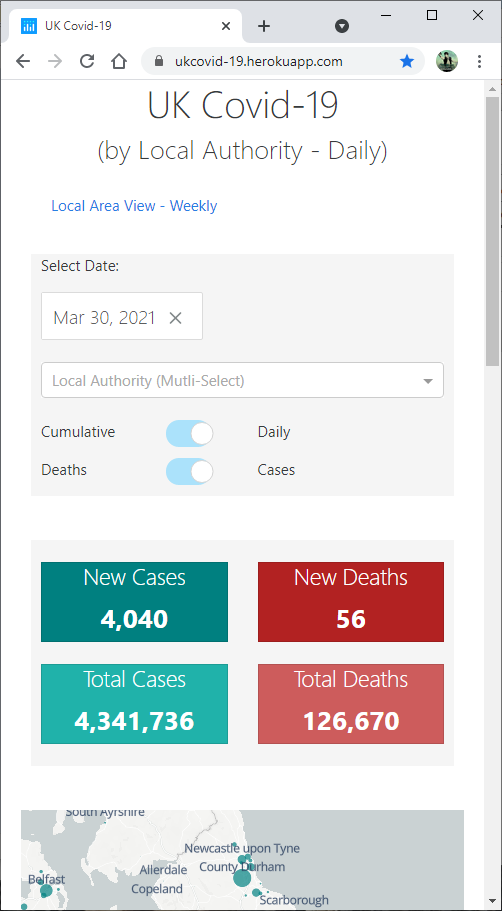 UK Covid-19
ukcovid-19.herokuapp.com
UK Covid-19
(by Local Authority - Daily)
Local Area View - Weekly
Select Date:
Mar 30, 2021
Local Authority (Mutli-Select)
Cumulative Daily
Deaths Cases
New Cases New Deaths
4,040 56
Total Cases Total Deaths
4,341,736 126,670
South Ayrshire
Newcastle upon Tyne
Allerdale County Durham
Belfast
Copeland
Scarborough